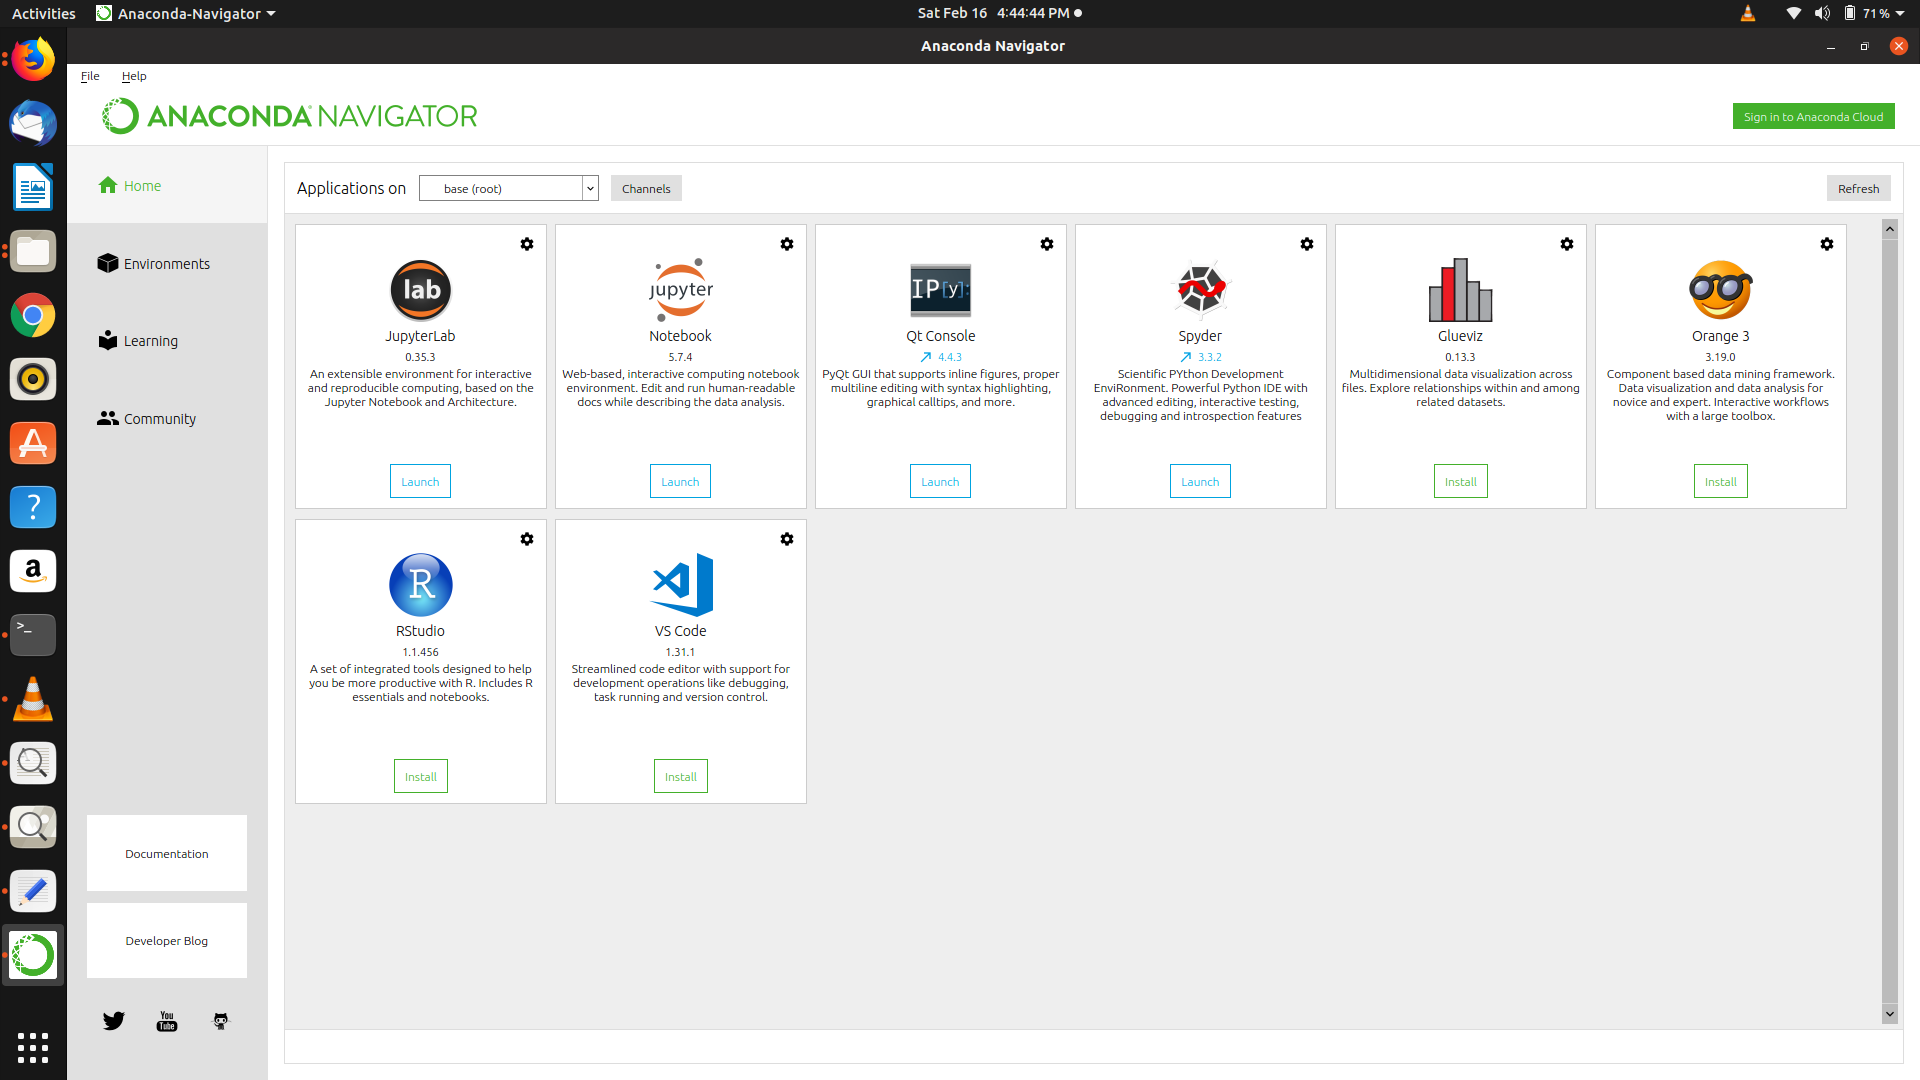 Activities
Anaconda-Navigator
Sat Feb 16 4:44:44 PM
71 %
Anaconda Navigator
File
Help
ANACONDA NAVIGATOR
Sign in to Anaconda Cloud
Home
Environments
Learning
Community
Documentation
Developer Blog
You
Tube
Applications on
base (root)
Channels
Refresh
lab
JupyterLab
0.35.3
An extensible environment for interactive
and reproducible computing, based on the
Jupyter Notebook and Architecture.
Launch
jupyter
Notebook
5.7.4
Web-based, interactive computing notebook
environment. Edit and run human-readable
docs while describing the data analysis.
Launch
IP[y]:
Qt Console
4.4.3
PyQt GUI that supports inline figures, proper
multiline editing with syntax highlighting,
graphical calltips, and more.
Launch
Spyder
3.3.2
Scientific PYthon Development
EnviRonment. Powerful Python IDE with
advanced editing, interactive testing,
debugging and introspection features
Launch
Glueviz
0.13.3
Multidimensional data visualization across
files. Explore relationships within and among
related datasets.
Install
Orange 3
3.19.0
Component based data mining framework.
Data visualization and data analysis for
novice and expert. Interactive workflows
with a large toolbox.
Install
R
RStudio
1.1.456
A set of integrated tools designed to help
you be more productive with R. Includes R
essentials and notebooks.
Install
VS Code
1.31.1
Streamlined code editor with support for
development operations like debugging,
task running and version control.
Install
?
a
>_